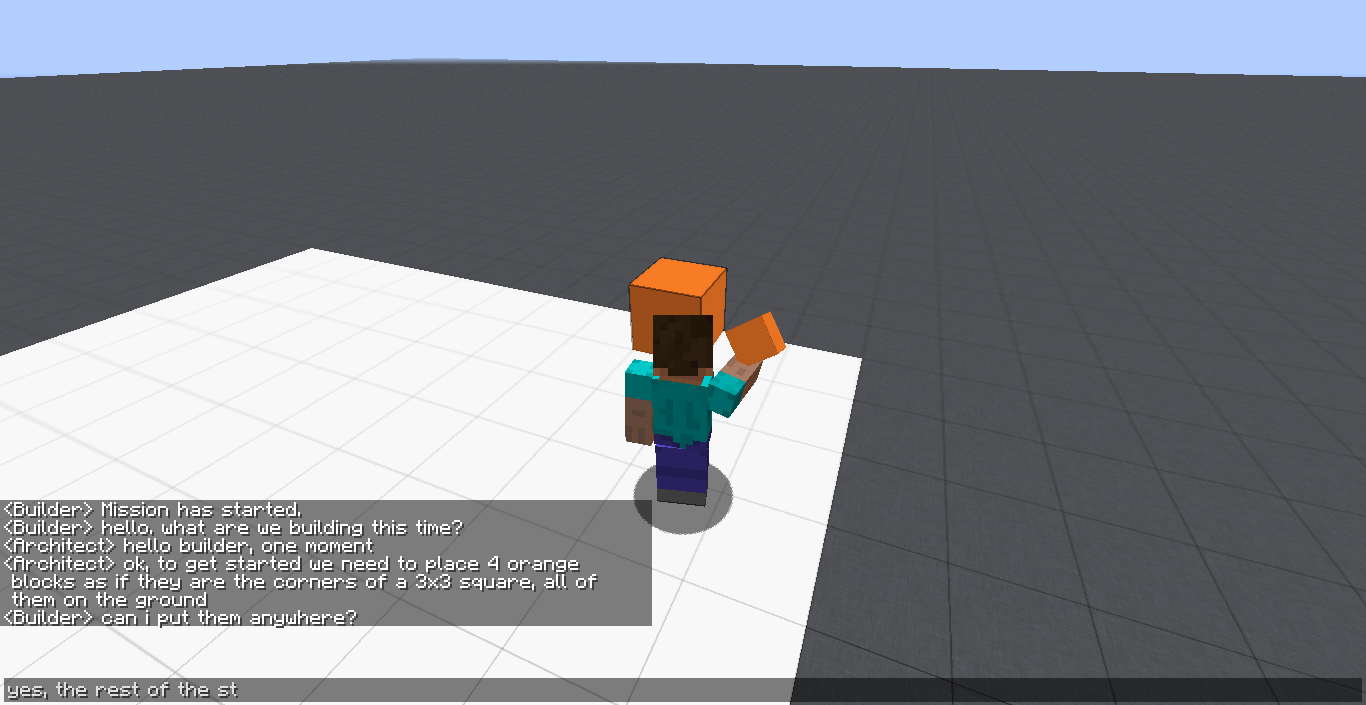 <Builder> Mission has started.
<Builder> hello, what are we building this time?
<Architect> hello builder, one moment
<Architect> ok, to get started we need to place 4 orange
blocks as if they are the corners of a 3x3 square, all of
them on the ground
<Builder> can i put them anywhere?
yes, the rest of the st